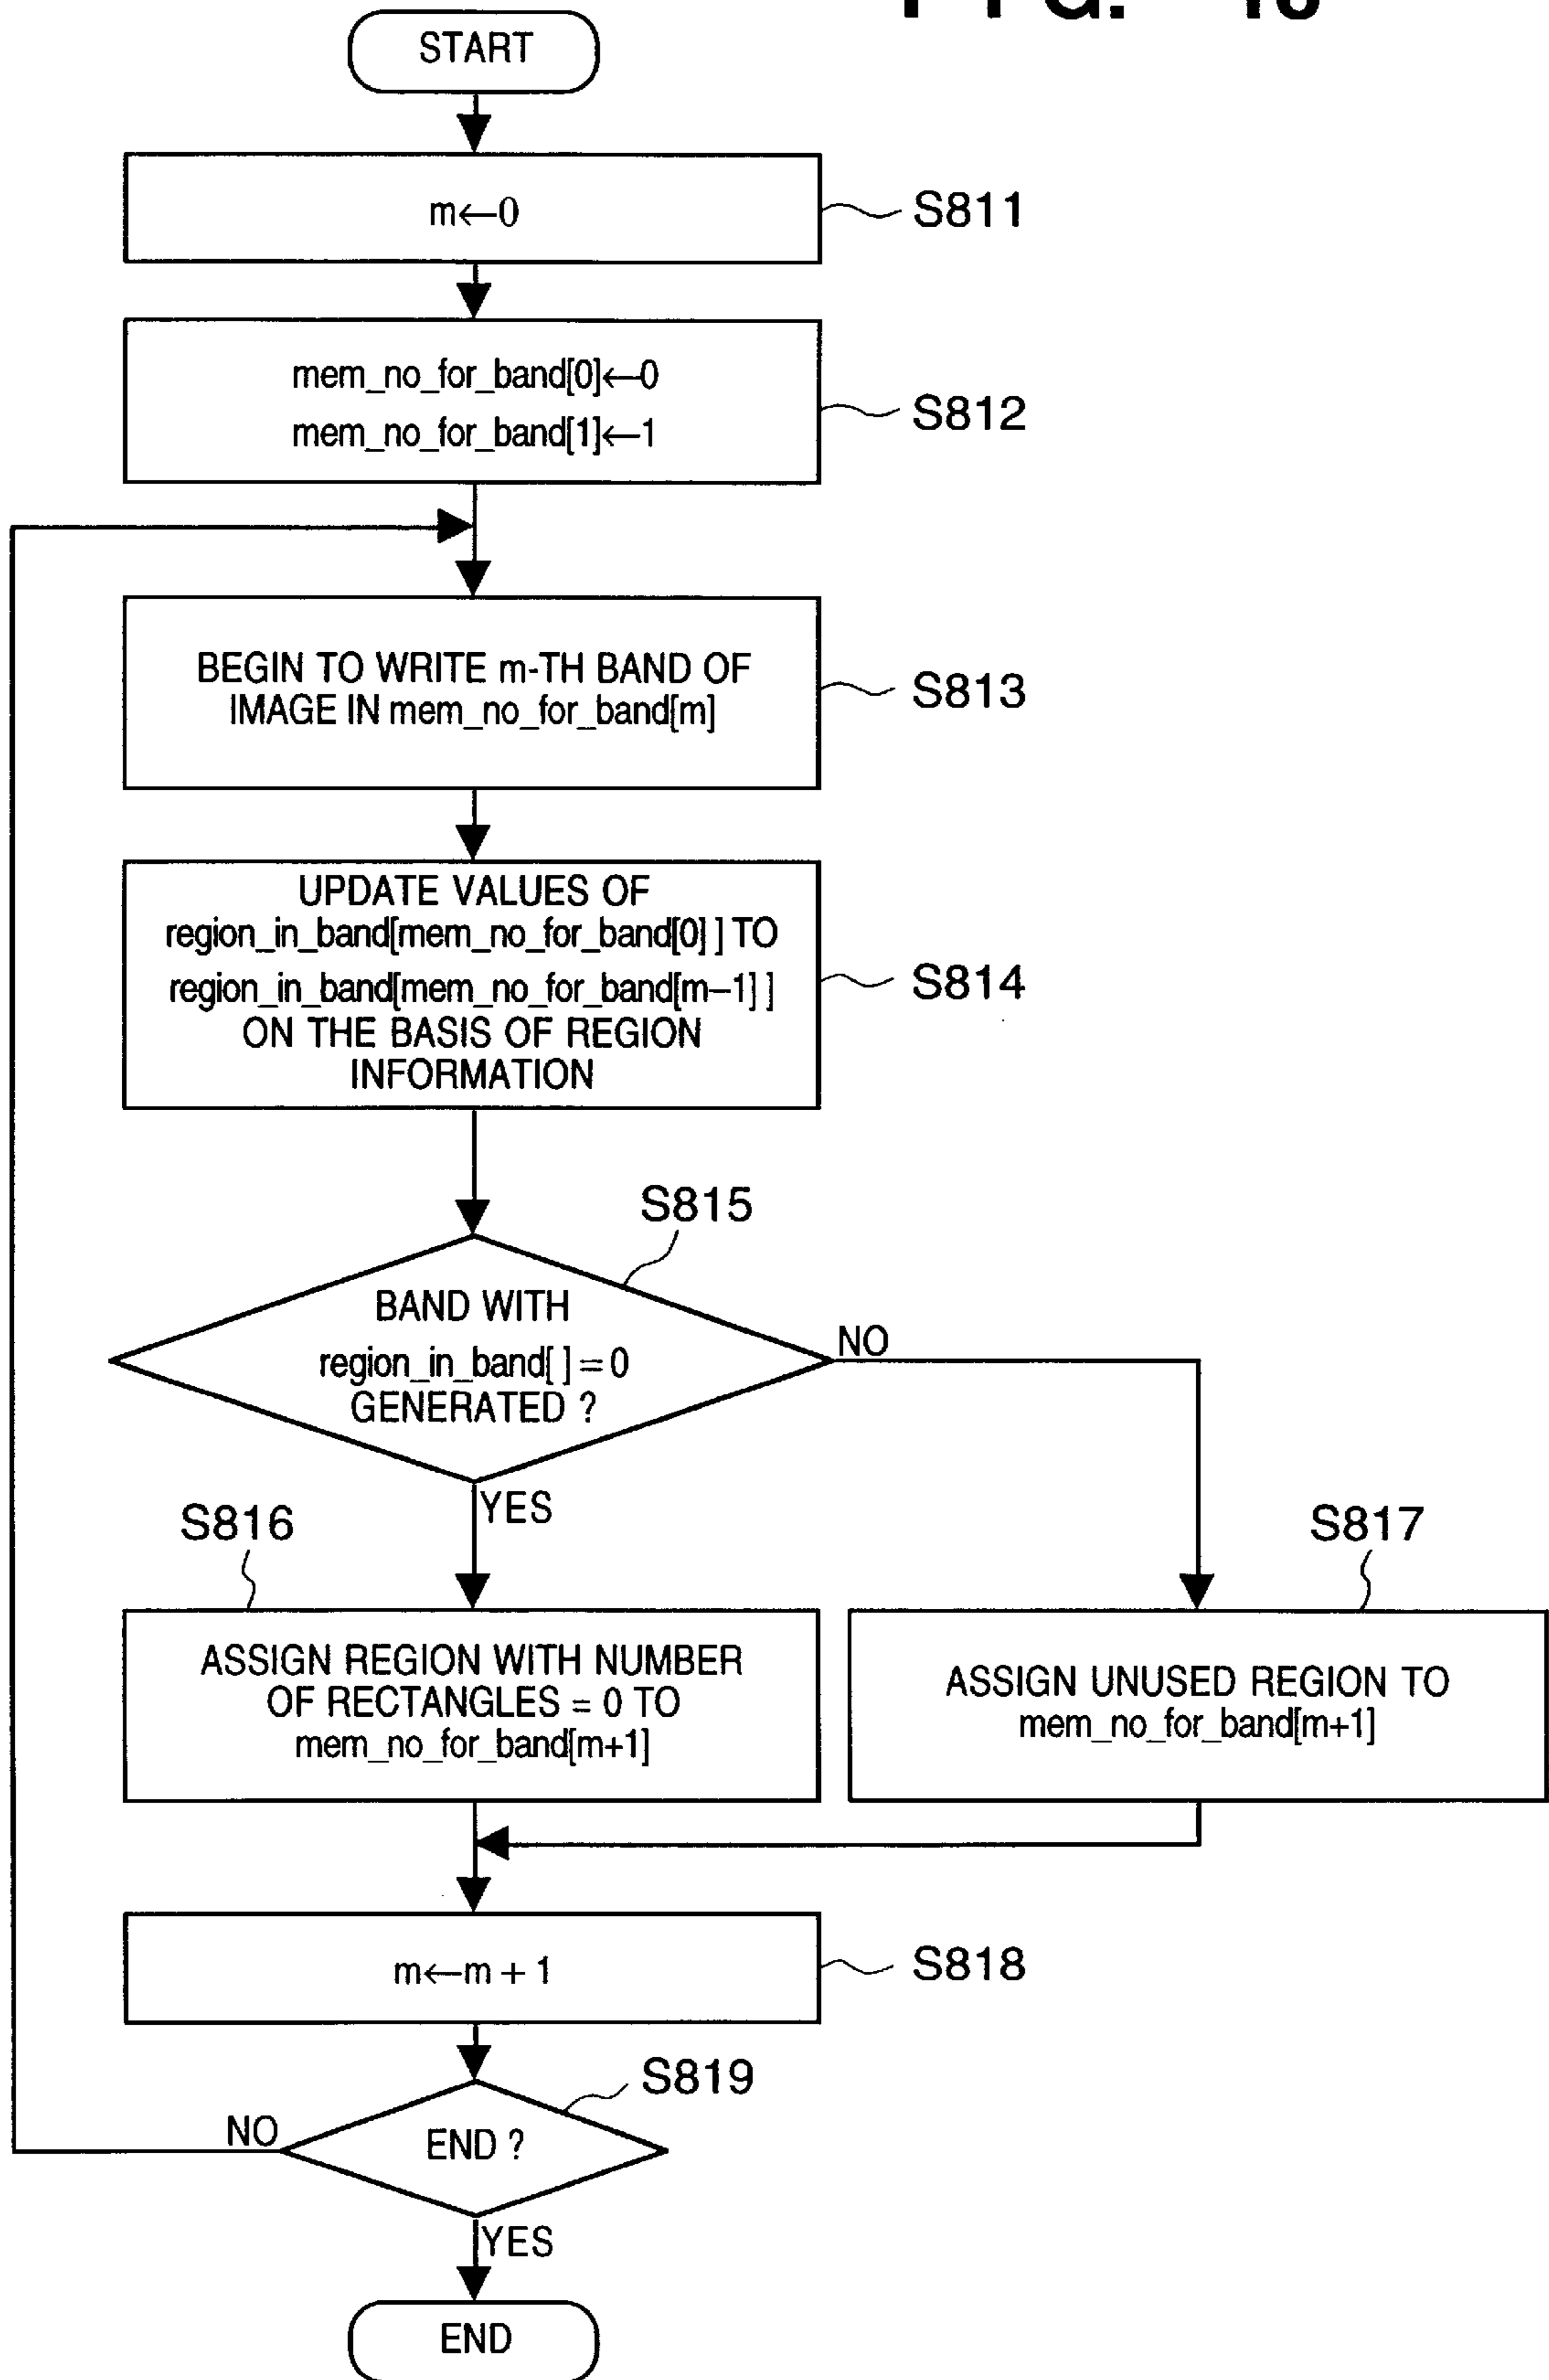 START
m←0
S811
mem_no_for_band[0]←0
mem_no_for_band[1]←1
S812
BEGIN TO WRITE m-TH BAND OF
IMAGE IN mem_no_for_band[m]
S813
UPDATE VALUES OF
region_in_band[mem_no_for_band[0] ] TO
region_in_band[mem_no_for_band[m–1] ]
ON THE BASIS OF REGION
INFORMATION
S814
S815
BAND WITH
region_in_band[ ] = 0
GENERATED ?
NO
YES
S816
ASSIGN REGION WITH NUMBER
OF RECTANGLES = 0 TO
mem_no_for_band[m+1]
S817
ASSIGN UNUSED REGION TO
mem_no_for_band[m+1]
m←m + 1
S818
S819
END ?
NO
YES
END